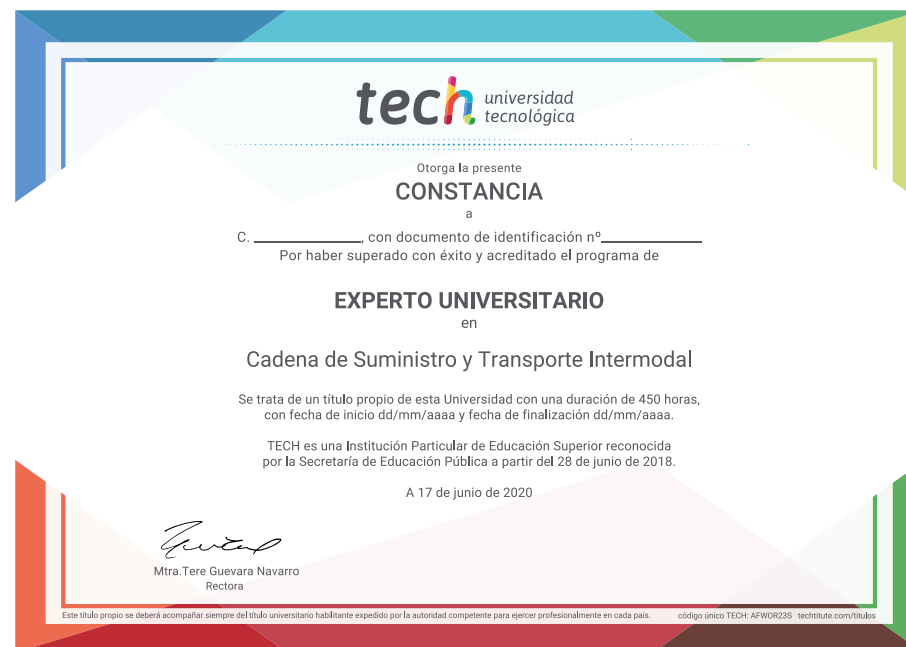 tech universidad
tecnológica
Otorga la presente
CONSTANCIA
a
C. ____________, con documento de identificación nº____________
Por haber superado con éxito y acreditado el programa de
EXPERTO UNIVERSITARIO
en
Cadena de Suministro y Transporte Intermodal
Se trata de un título propio de esta Universidad con una duración de 450 horas,
con fecha de inicio dd/mm/aaaa y fecha de finalización dd/mm/aaaa.
TECH es una Institución Particular de Educación Superior reconocida
por la Secretaría de Educación Pública a partir del 28 de junio de 2018.
A 17 de junio de 2020
Mtra.Tere Guevara Navarro
Rectora
Este título propio se deberá acompañar siempre del título universitario habilitante expedido por la autoridad competente para ejercer profesionalmente en cada país. código único TECH: AFWOR23S techtitute.com/titulos